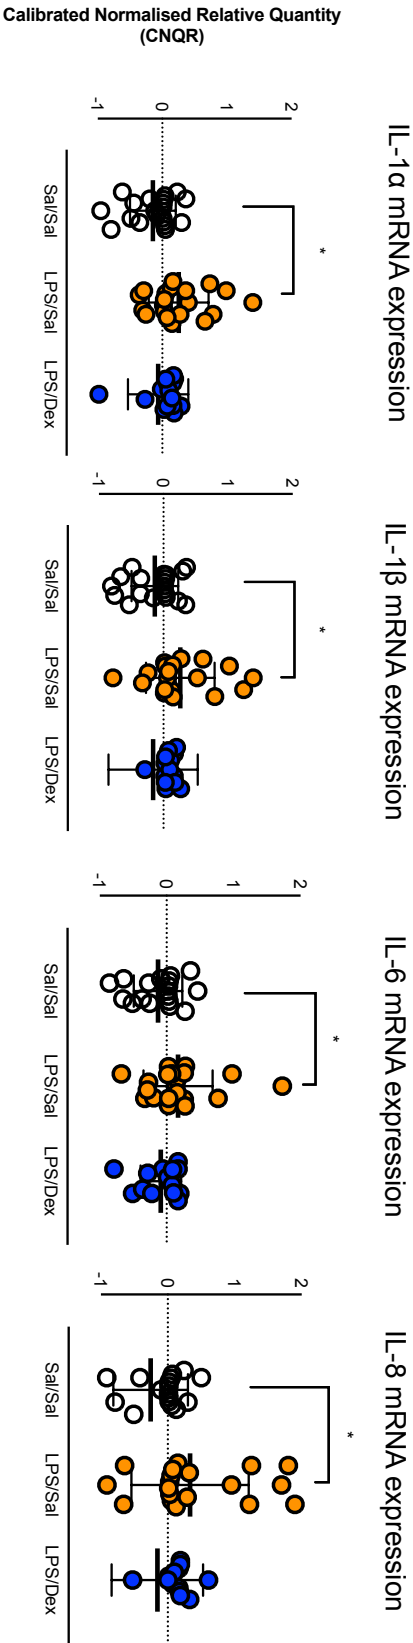 Calibrated Normalised Relative Quantity
(CNQR)
IL-1α mRNA expression
2
1
0
-1
*
Sal/Sal
LPS/Sal
LPS/Dex
IL-1β mRNA expression
2
1
0
-1
*
Sal/Sal
LPS/Sal
LPS/Dex
IL-6 mRNA expression
2
1
0
-1
*
Sal/Sal
LPS/Sal
LPS/Dex
IL-8 mRNA expression
2
1
0
-1
*
Sal/Sal
LPS/Sal
LPS/Dex